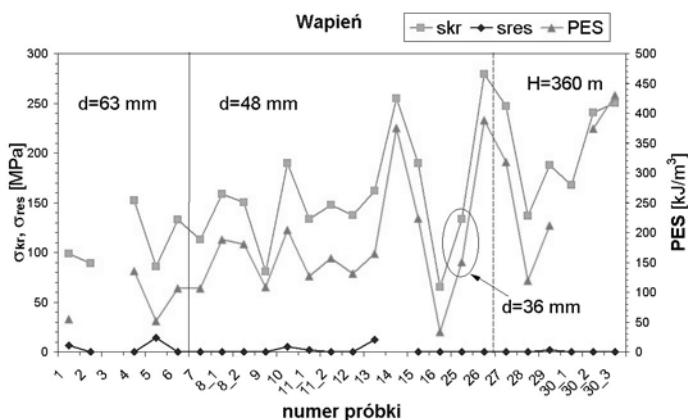 Wapień
skr sres PES
300
250
200
150
100
50
0
σkr, σres [MPa]
500
450
400
350
300
250
200
150
100
50
0
PES [kJ/m³]
d=63 mm
d=48 mm
H=360 m
d=36 mm
1 2 3 4 5 6 7 8_1 8_2 9 10 11_1 11_2 12 13 14 15 16 25 26 27 28 29 30_1 30_2 30_3
numer próbki